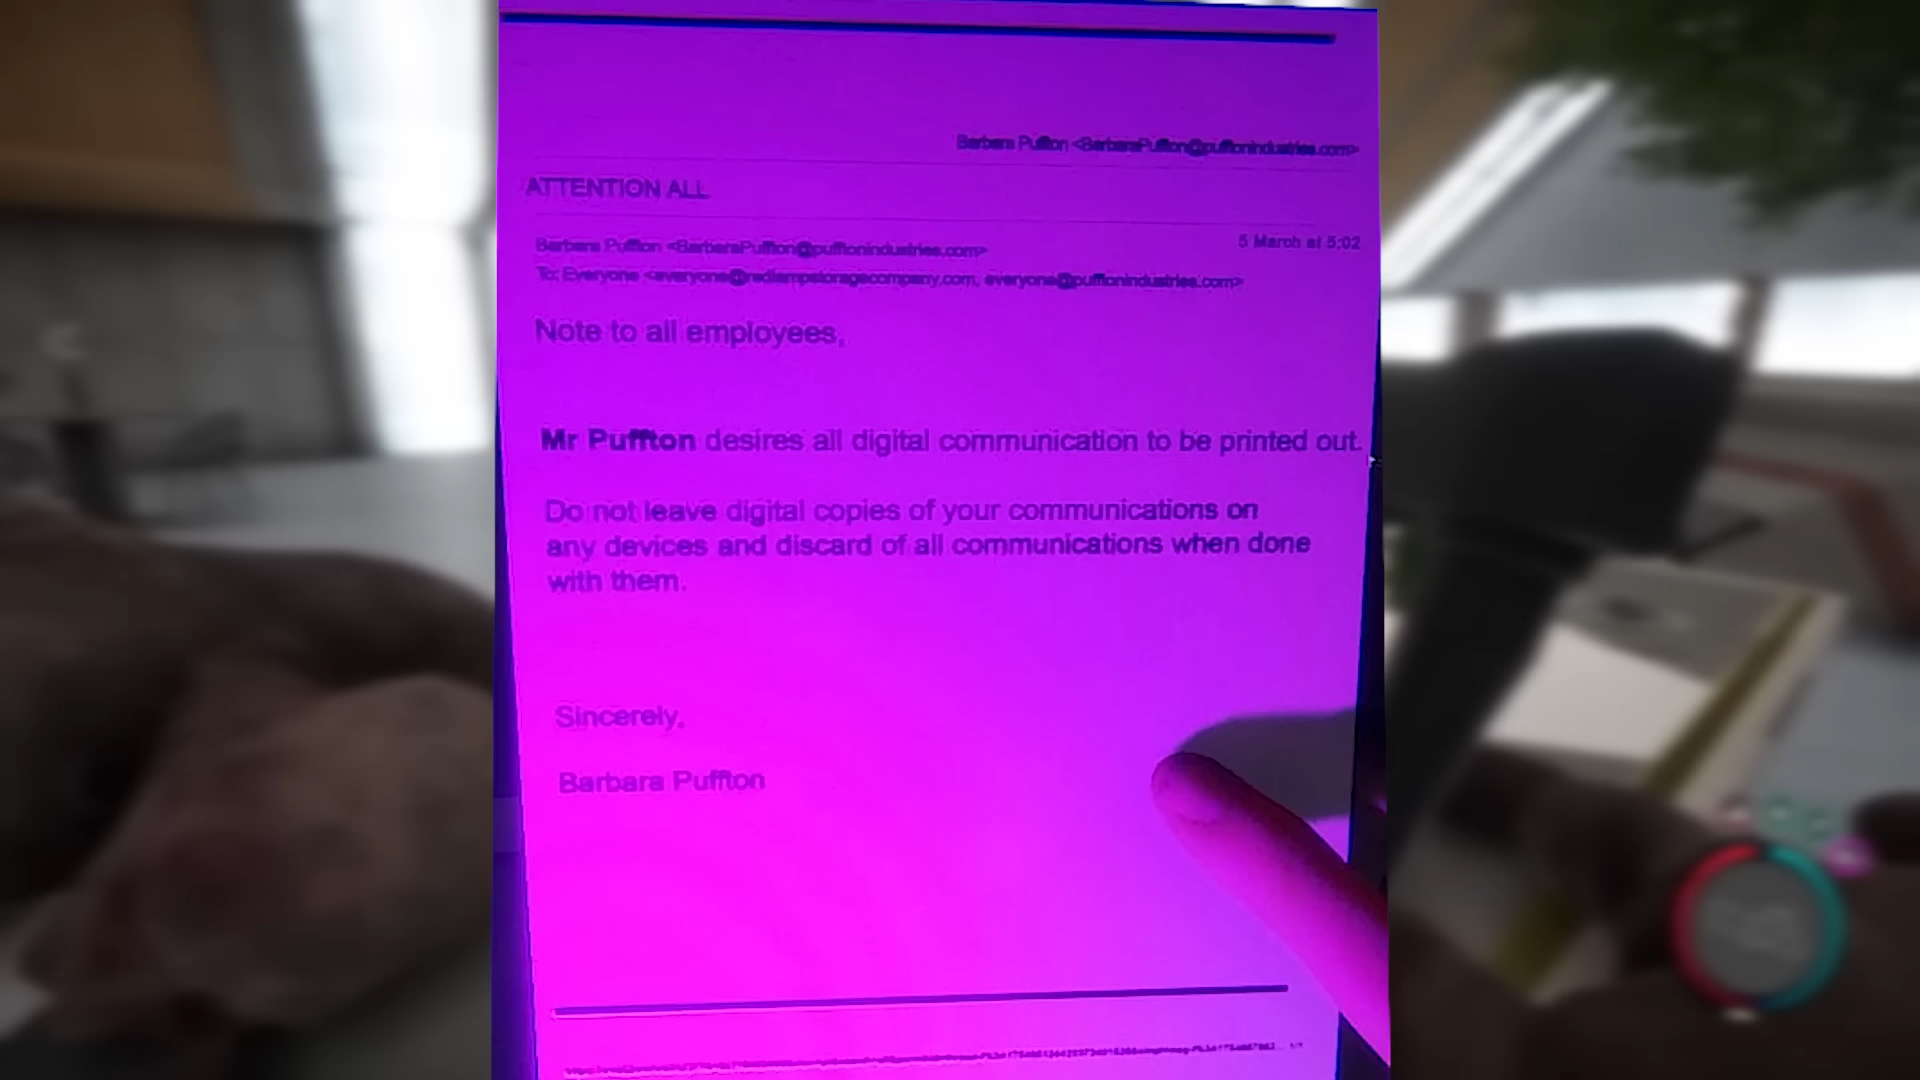 Barbara Puffton <BarbaraPuffton@pufftonindustries.com>
ATTENTION ALL
Barbara Puffton <BarbaraPuffton@pufftonindustries.com>
5 March at 5:02
To: Everyone <everyone@redlampstoragecompany.com, everyone@pufftonindustries.com>
Note to all employees,
Mr Puffton desires all digital communication to be printed out.
Do not leave digital copies of your communications on
any devices and discard of all communications when done
with them.
Sincerely,
Barbara Puffton